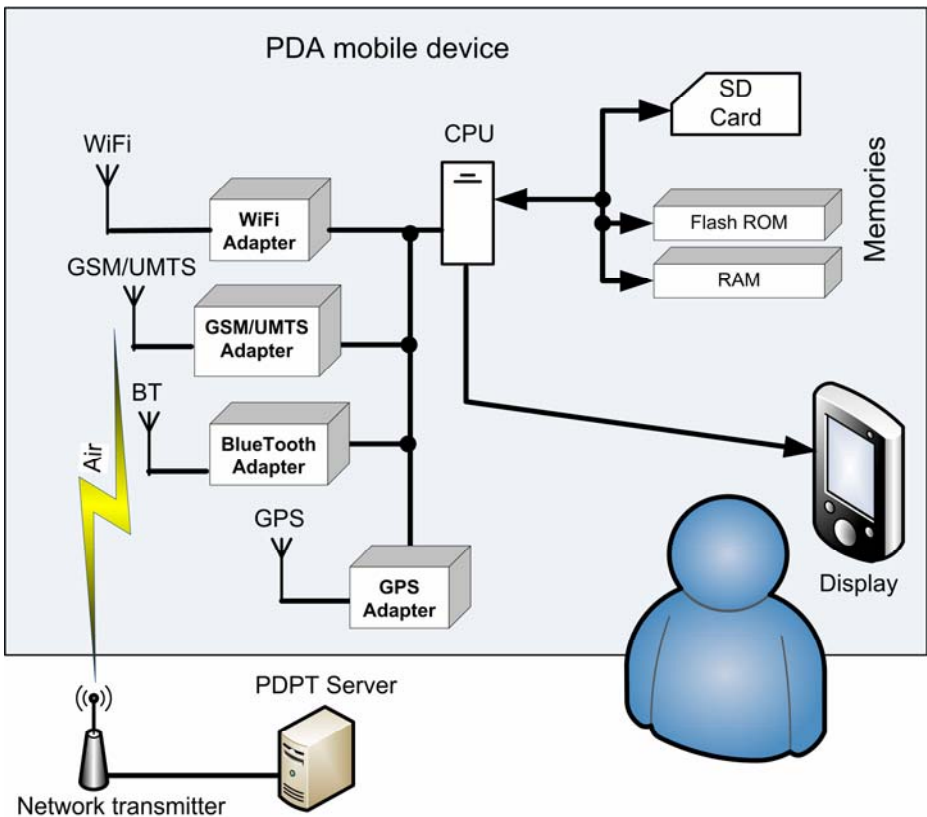 PDA mobile device
SD
Card
CPU
WiFi
Memories
WiFi
Adapter
Flash ROM
GSM/UMTS
RAM
GSM/UMTS
Adapter
BT
Air
BlueTooth
Adapter
GPS
GPS
Adapter
Display
PDPT Server
Network transmitter